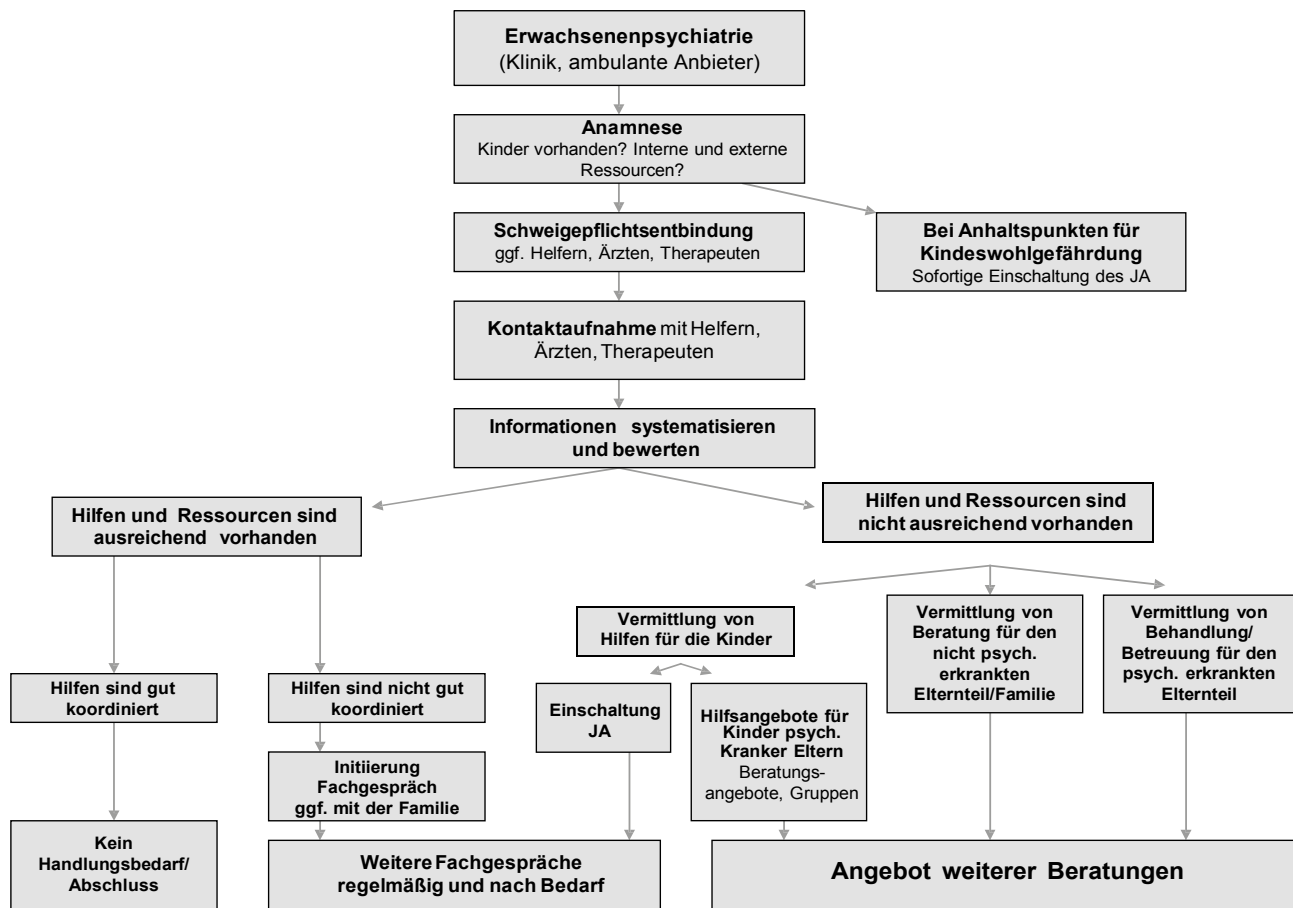 Erwachsenenpsychiatrie
(Klinik, ambulante Anbieter)
Anamnese
Kinder vorhanden? Interne und externe
Ressourcen?
Schweigepflichtsentbindung
ggf. Helfern, Ärzten, Therapeuten
Bei Anhaltspunkten für
Kindeswohlgefährdung
Sofortige Einschaltung des JA
Kontaktaufnahme mit Helfern,
Ärzten, Therapeuten
Informationen systematisieren
und bewerten
Hilfen und Ressourcen sind
ausreichend vorhanden
Hilfen und Ressourcen sind
nicht ausreichend vorhanden
Vermittlung von
Hilfen für die Kinder
Vermittlung von
Beratung für den
nicht psych.
erkrankten
Elternteil/Familie
Vermittlung von
Behandlung/
Betreuung für den
psych. erkrankten
Elternteil
Hilfen sind gut
koordiniert
Hilfen sind nicht gut
koordiniert
Einschaltung
JA
Hilfsangebote für
Kinder psych.
Kranker Eltern
Beratungs-
angebote, Gruppen
Initiierung
Fachgespräch
ggf. mit der Familie
Kein
Handlungsbedarf/
Abschluss
Weitere Fachgespräche
regelmäßig und nach Bedarf
Angebot weiterer Beratungen